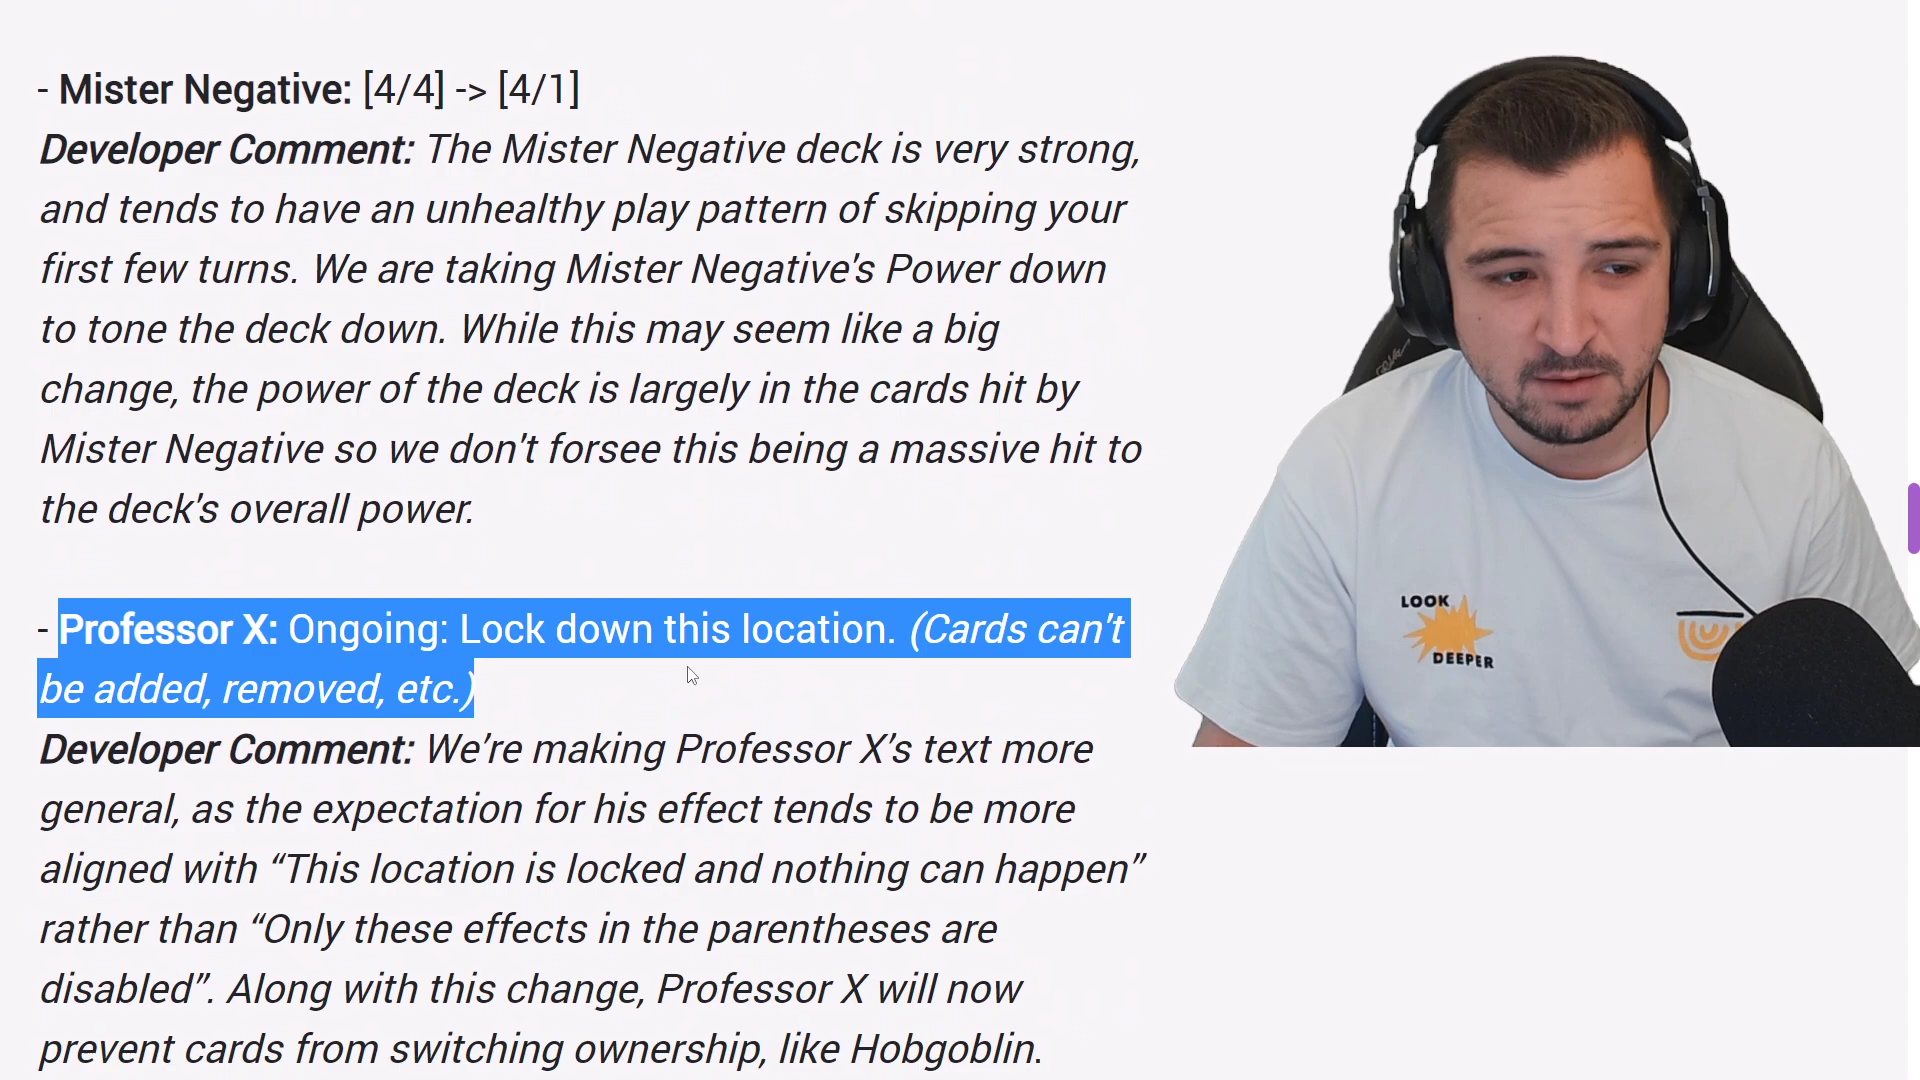 - Mister Negative: [4/4] -> [4/1]
Developer Comment: The Mister Negative deck is very strong,
and tends to have an unhealthy play pattern of skipping your
first few turns. We are taking Mister Negative's Power down
to tone the deck down. While this may seem like a big
change, the power of the deck is largely in the cards hit by
Mister Negative so we don't forsee this being a massive hit to
the deck's overall power.
- Professor X: Ongoing: Lock down this location. (Cards can't
be added, removed, etc.)
Developer Comment: We’re making Professor X’s text more
general, as the expectation for his effect tends to be more
aligned with “This location is locked and nothing can happen”
rather than “Only these effects in the parentheses are
disabled”. Along with this change, Professor X will now
prevent cards from switching ownership, like Hobgoblin.
LOOK
DEEPER